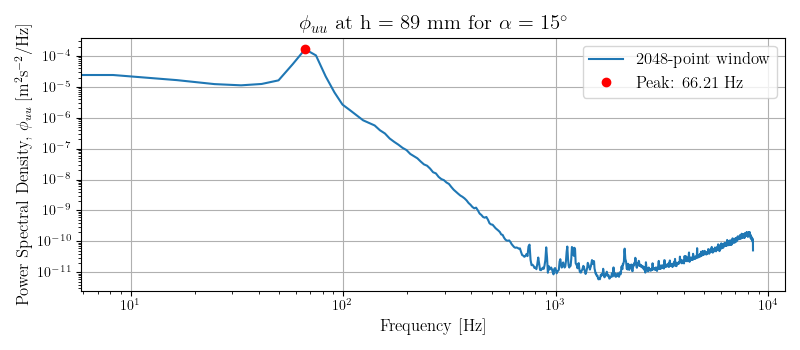 ϕ_uu at h = 89 mm for α = 15°
Power Spectral Density, ϕ_uu [m²s⁻²/Hz]
2048-point window
Peak: 66.21 Hz
10⁻⁴
10⁻⁵
10⁻⁶
10⁻⁷
10⁻⁸
10⁻⁹
10⁻¹⁰
10⁻¹¹
10¹ 10² 10³ 10⁴
Frequency [Hz]